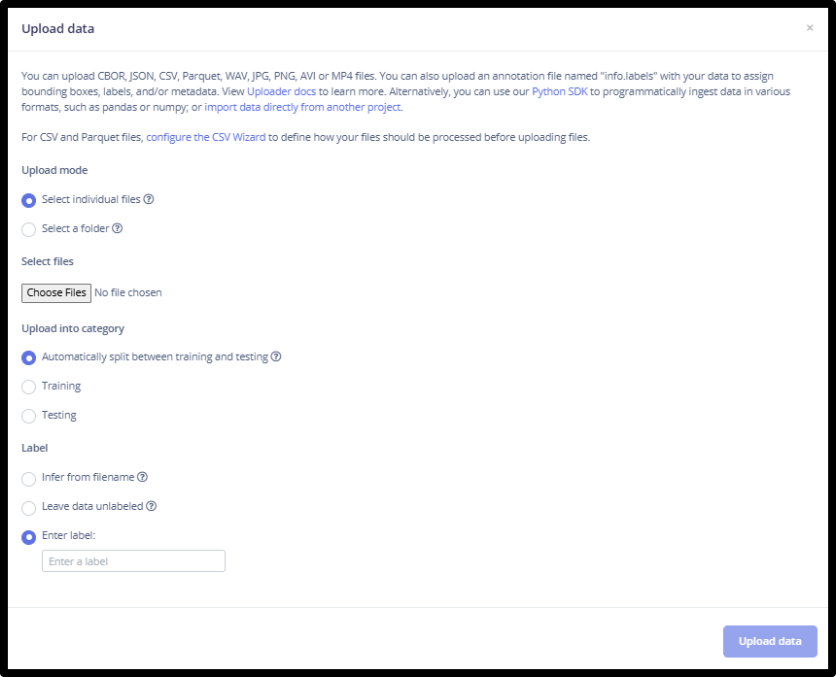 Upload data
×
You can upload CBOR, JSON, CSV, Parquet, WAV, JPG, PNG, AVI or MP4 files. You can also upload an annotation file named "info.labels" with your data to assign
bounding boxes, labels, and/or metadata. View Uploader docs to learn more. Alternatively, you can use our Python SDK to programmatically ingest data in various
formats, such as pandas or numpy; or import data directly from another project.
For CSV and Parquet files, configure the CSV Wizard to define how your files should be processed before uploading files.
Upload mode
Select individual files ?
Select a folder ?
Select files
Choose Files No file chosen
Upload into category
Automatically split between training and testing ?
Training
Testing
Label
Infer from filename ?
Leave data unlabeled ?
Enter label:
Enter a label
Upload data